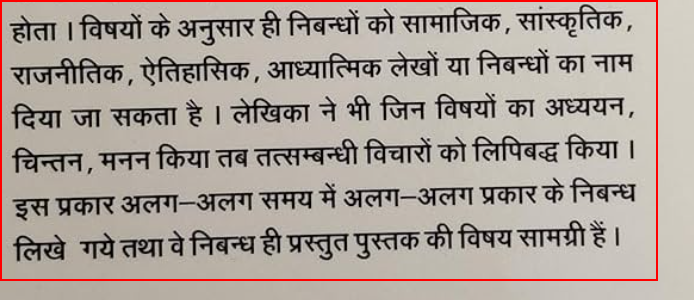 होता । विषयों के अनुसार ही निबन्धों को सामाजिक, सांस्कृतिक,
राजनीतिक, ऐतिहासिक, आध्यात्मिक लेखों या निबन्धों का नाम
दिया जा सकता है । लेखिका ने भी जिन विषयों का अध्ययन,
चिन्तन, मनन किया तब तत्सम्बन्धी विचारों को लिपिबद्ध किया ।
इस प्रकार अलग–अलग समय में अलग–अलग प्रकार के निबन्ध
लिखे गये तथा वे निबन्ध ही प्रस्तुत पुस्तक की विषय सामग्री हैं ।